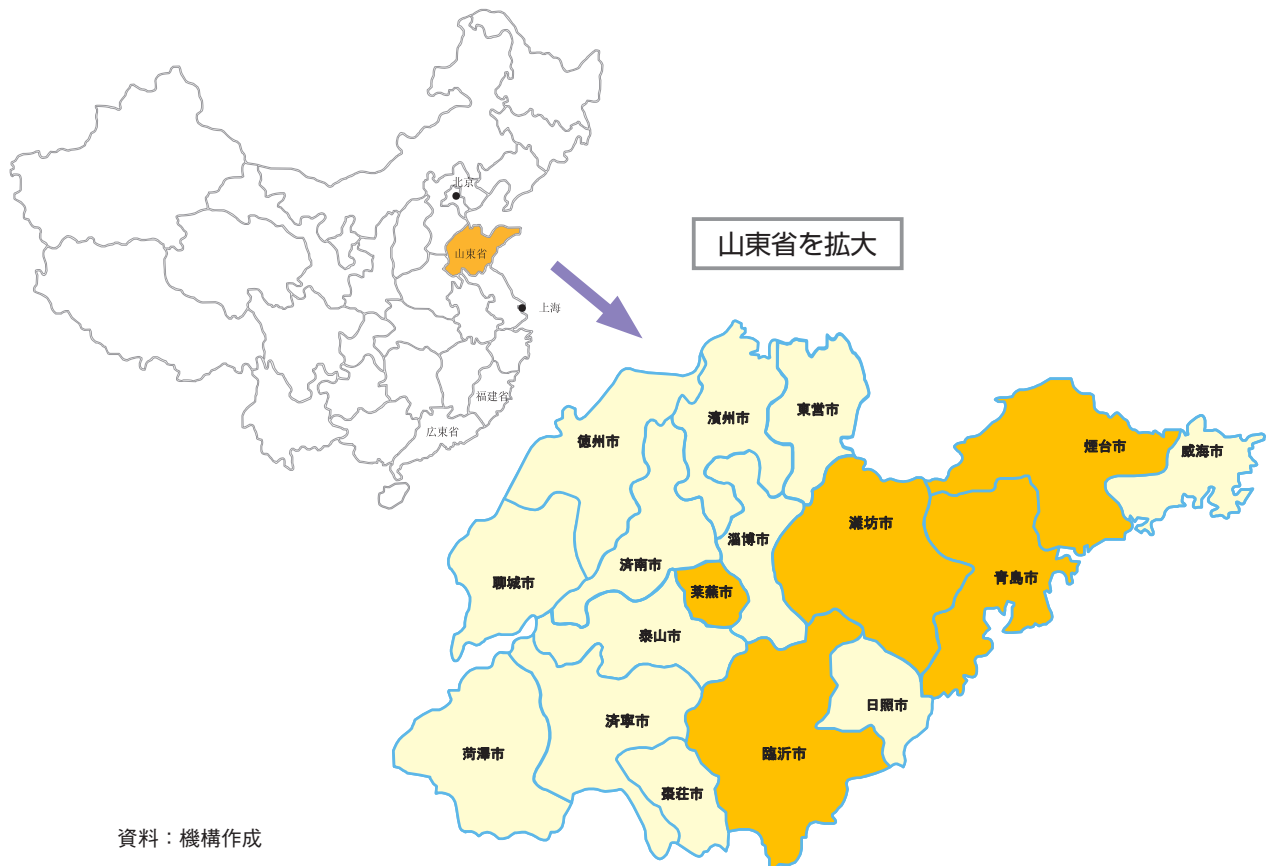 北京
山東省
上海
福建省
広東省
山東省を拡大
濱州市
東営市
徳州市
煙台市
威海市
濰坊市
淄博市
済南市
青島市
聊城市
莱蕪市
泰山市
日照市
済寧市
菏澤市
臨沂市
棗荘市
資料:機構作成